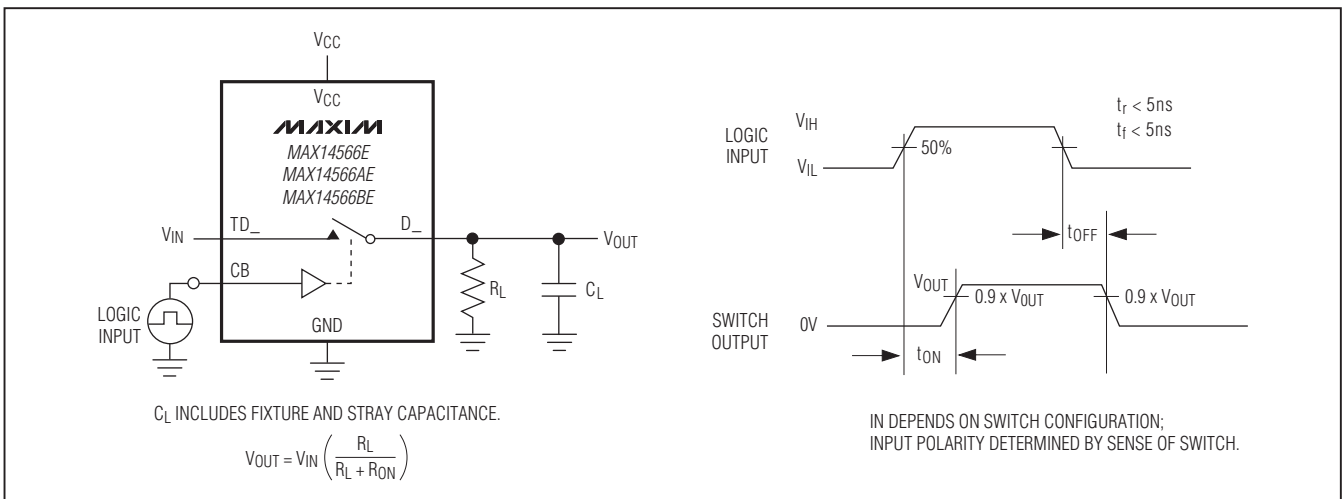 VCC
VCC
MAXIM
MAX14566E
MAX14566AE
MAX14566BE
VIN
TD_
D_
VOUT
CB
RL
CL
LOGIC
INPUT
GND
CL INCLUDES FIXTURE AND STRAY CAPACITANCE.
VOUT = VIN ( RL / RL + RON )
LOGIC
INPUT
VIH
VIL
50%
tr < 5ns
tf < 5ns
tOFF
VOUT
0.9 x V0UT
0.9 x VOUT
SWITCH
OUTPUT
0V
tON
IN DEPENDS ON SWITCH CONFIGURATION;
INPUT POLARITY DETERMINED BY SENSE OF SWITCH.